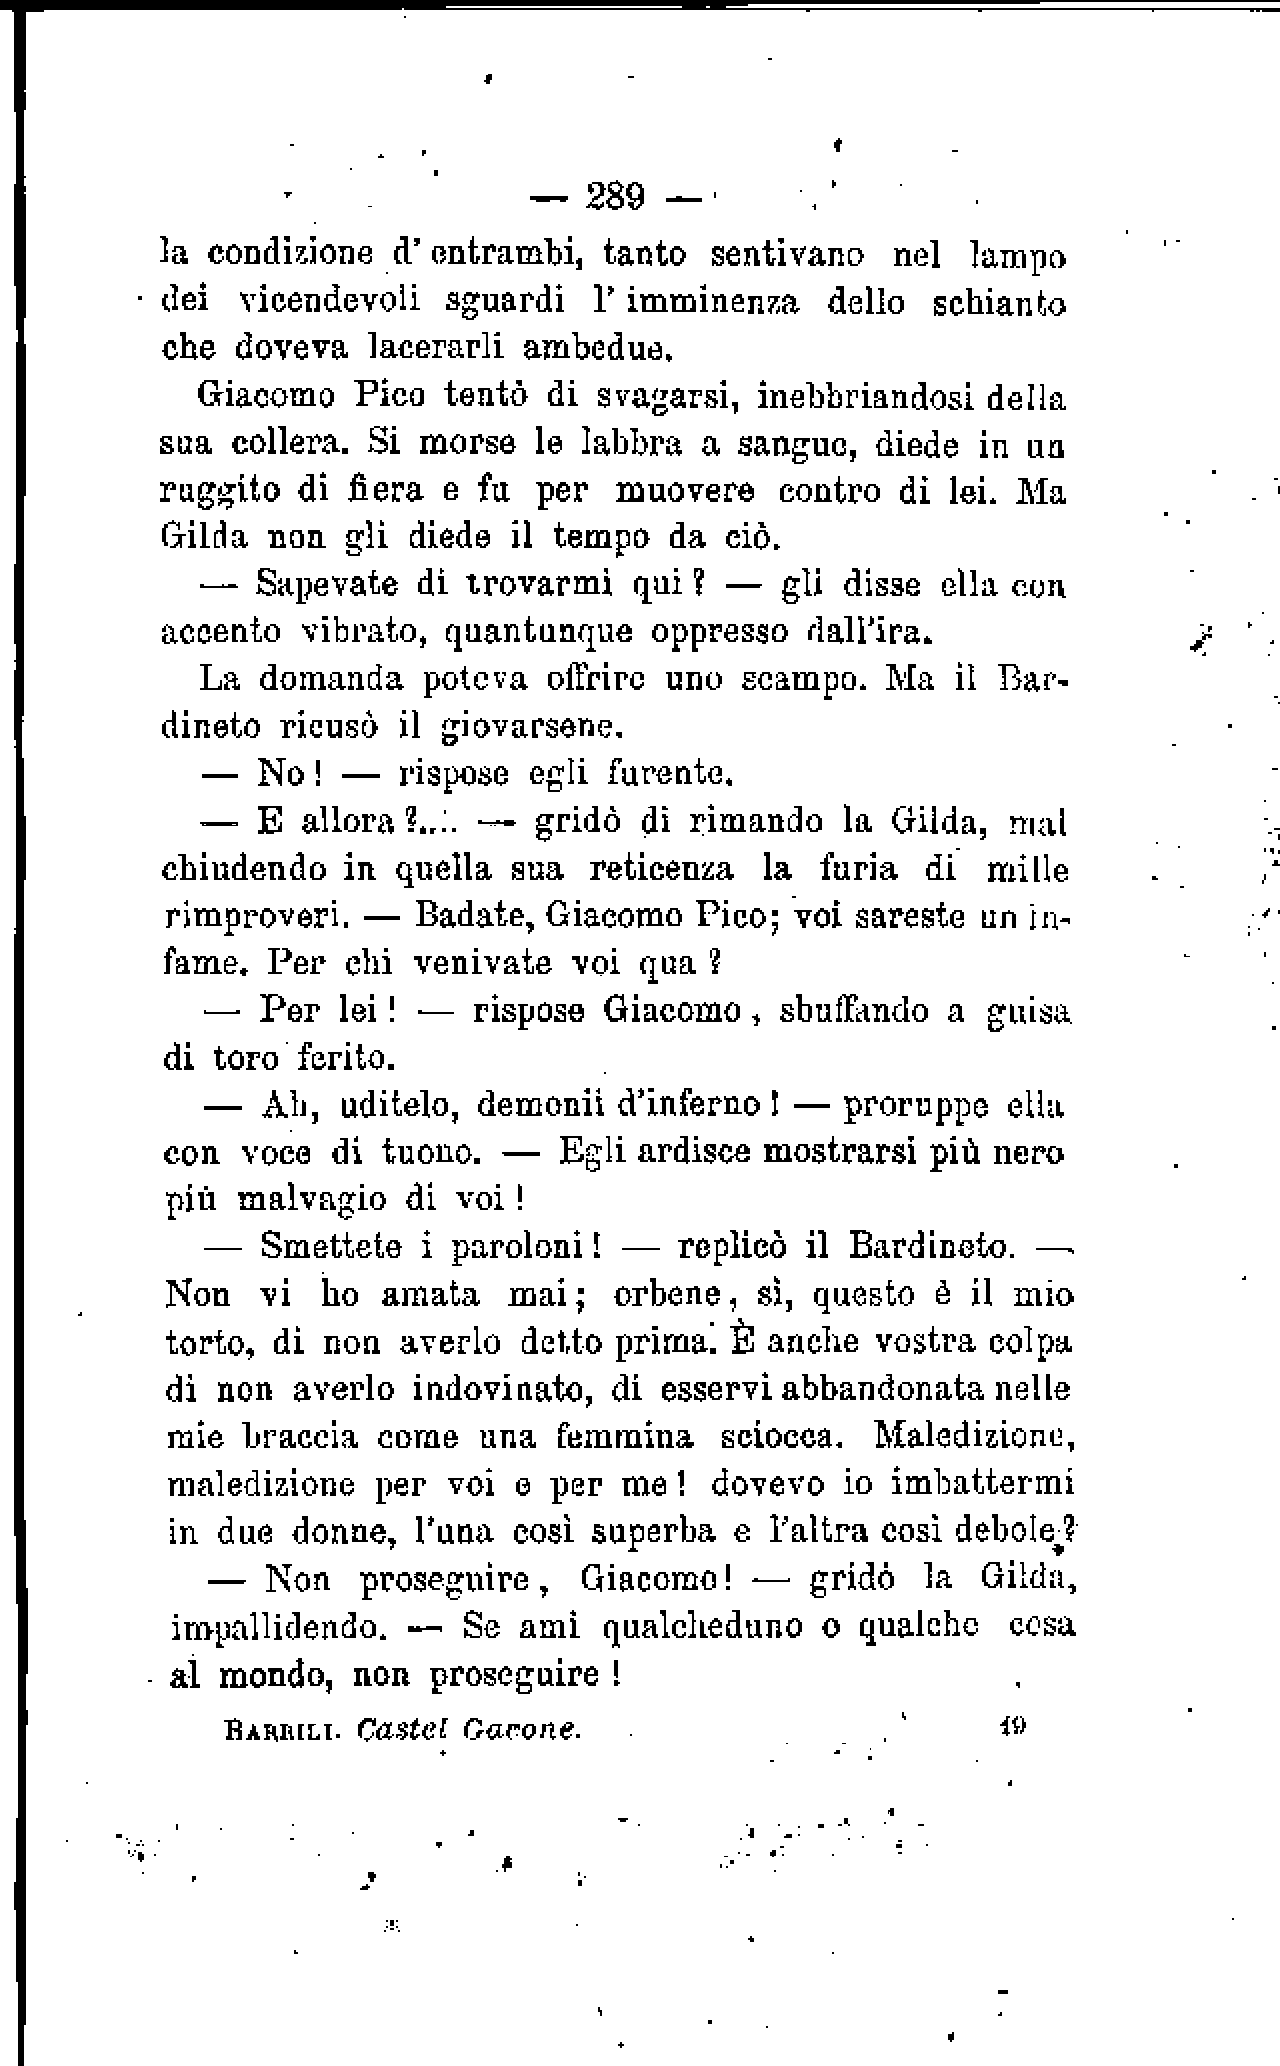 — 289 —
la condizione d' entrambi, tanto sentivano nel lampo
dei vicendevoli sguardi l' imminenza dello schianto
che doveva lacerarli ambedue.
Giacomo Pico tentò di svagarsi, inebbriandosi della
sua collera. Si morse le labbra a sangue, diede in un
ruggito di fiera e fu per muovere contro di lei. Ma
Gilda non gli diede il tempo da ciò.
— Sapevate di trovarmi qui? — gli disse ella con
accento vibrato, quantunque oppresso dall'ira.
La domanda poteva offrire uno scampo. Ma il Bar-
dineto ricusò il giovarsene.
— No! — rispose egli furente.
— E allora?.... — gridò di rimando la Gilda, mal
chiudendo in quella sua reticenza la furia di mille
rimproveri. — Badate, Giacomo Pico; voi sareste un in-
fame. Per chi venivate voi qua?
— Per lei! — rispose Giacomo, sbuffando a guisa
di toro ferito.
— Ah, uditelo, demonii d'inferno! — proruppe ella
con voce di tuono. — Egli ardisce mostrarsi più nero
più malvagio di voi!
— Smettete i paroloni! — replicò il Bardineto. —
Non vi ho amata mai; orbene, sì, questo è il mio
torto, di non averlo detto prima. È anche vostra colpa
di non averlo indovinato, di esservi abbandonata nelle
mie braccia come una femmina sciocca. Maledizione,
maledizione per voi e per me! dovevo io imbattermi
in due donne, l'una così superba e l'altra così debole?
— Non proseguire, Giacomo! — gridò la Gilda,
impallidendo. — Se ami qualcheduno o qualche cosa
al mondo, non proseguire!
BARRILI. Castel Gavone. 19